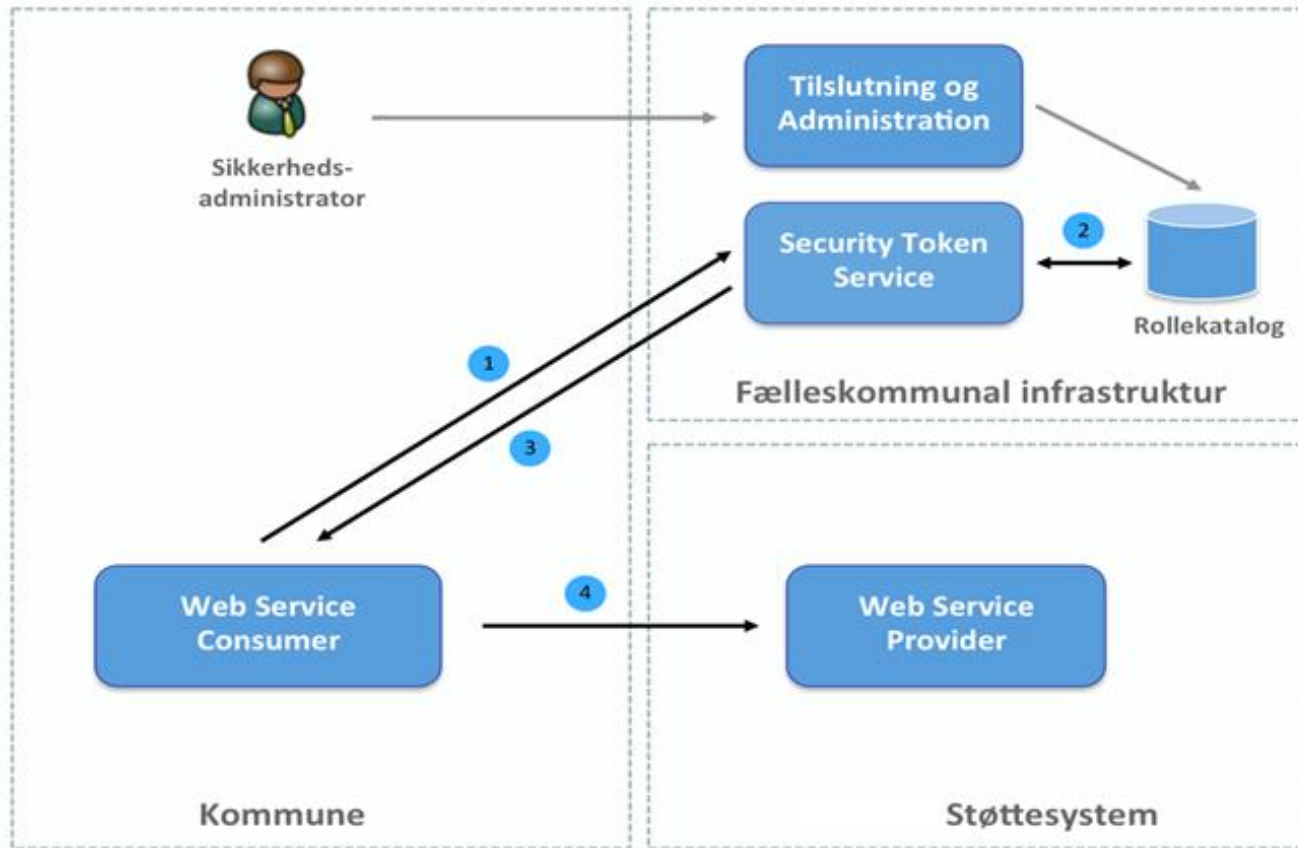 Tilslutning og
Administration
Sikkerheds-
administrator
Security Token
Service
2
Rollekatalog
1
Fælleskommunal infrastruktur
3
Web Service
Consumer
4
Web Service
Provider
Kommune
Støttesystem